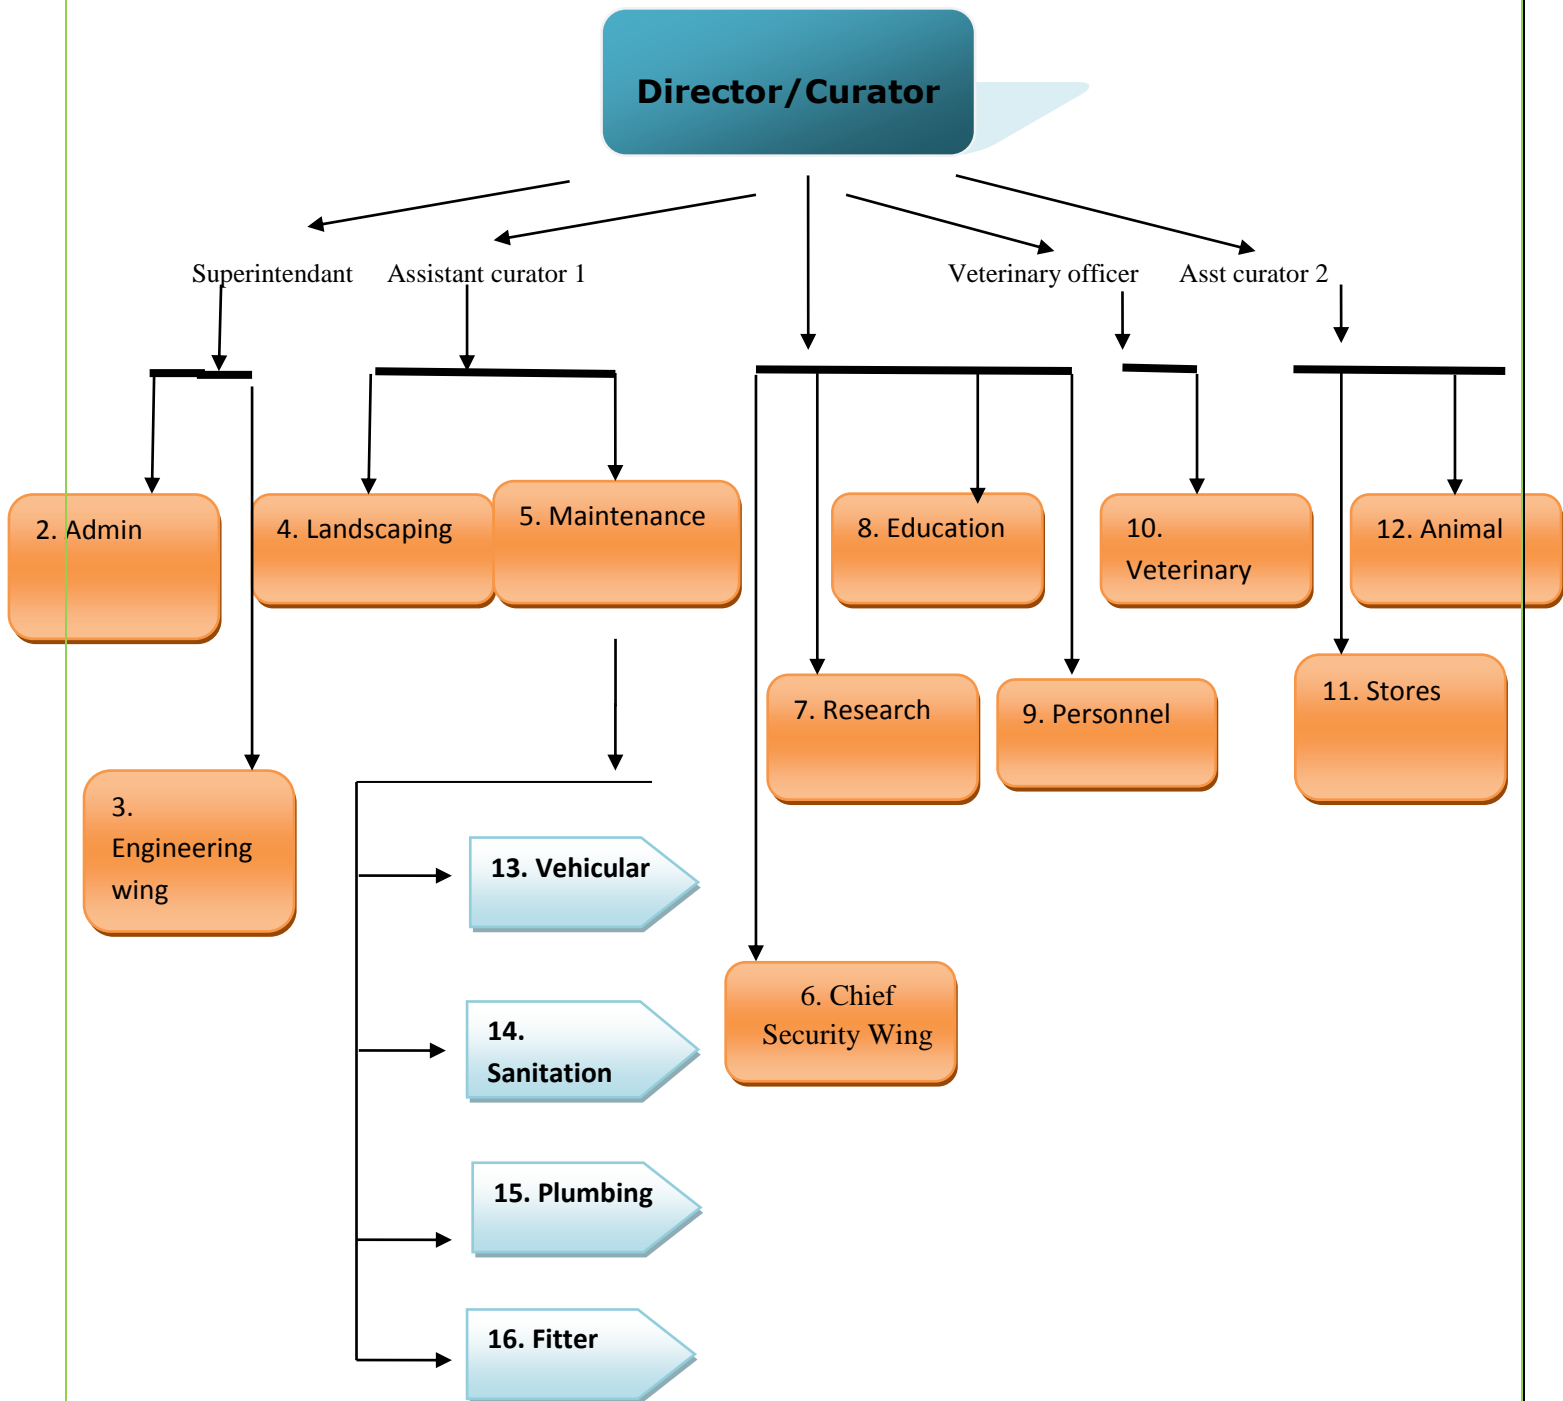 Director/Curator
Superintendant
Assistant curator 1
Veterinary officer
Asst curator 2
2. Admin
4. Landscaping
5. Maintenance
8. Education
10.
Veterinary
12. Animal
7. Research
9. Personnel
11. Stores
3.
Engineering
wing
13. Vehicular
6. Chief
Security Wing
14.
Sanitation
15. Plumbing
16. Fitter